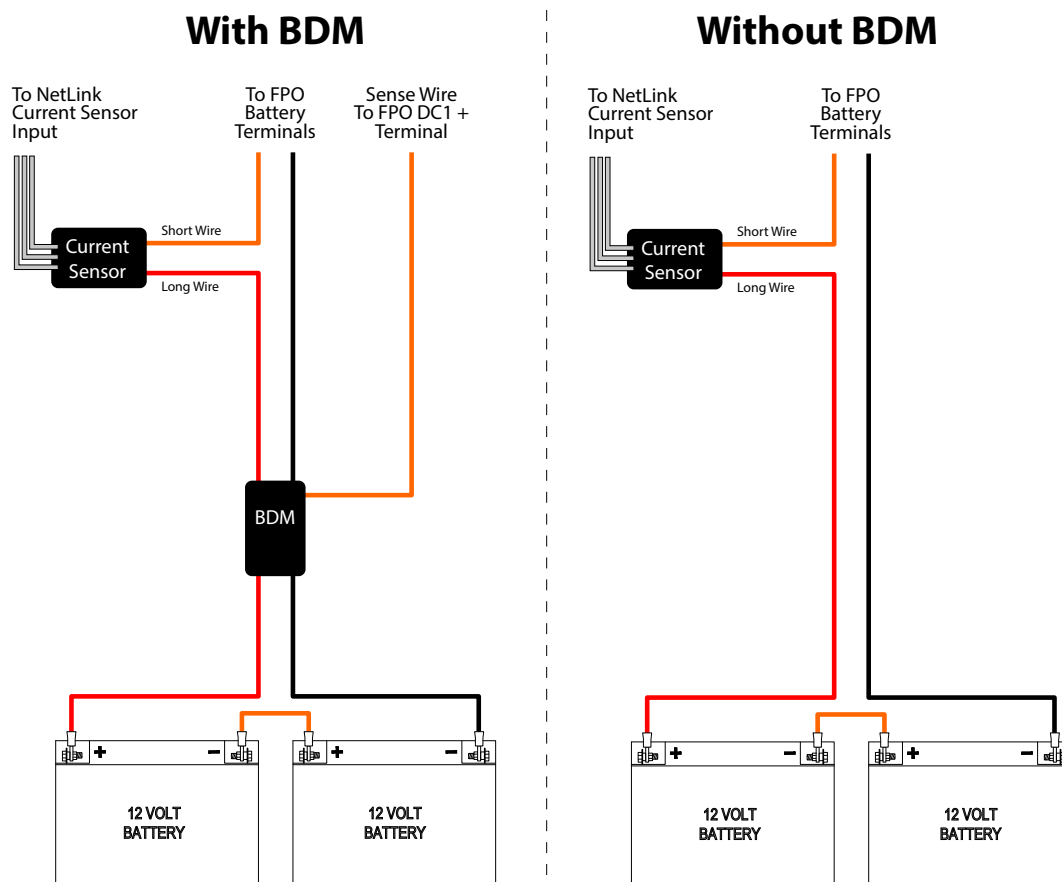 With BDM
To NetLink
Current Sensor
Input
To FPO
Battery
Terminals
Sense Wire
To FPO DC1 +
Terminal
Current
Sensor
Short Wire
Long Wire
BDM
+ −
+ −
12 VOLT
BATTERY
12 VOLT
BATTERY
Without BDM
To NetLink
Current Sensor
Input
To FPO
Battery
Terminals
Current
Sensor
Short Wire
Long Wire
+ −
+ −
12 VOLT
BATTERY
12 VOLT
BATTERY